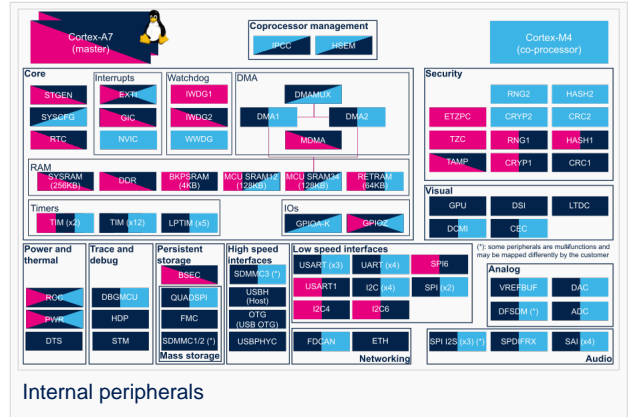 Cortex-A7
(master)
Coprocessor management
IPCC
HSEM
Cortex-M4
(co-processor)
Core
STGEN
SYSCFG
RTC
Interrupts
EXTI
GIC
NVIC
Watchdog
IWDG1
IWDG2
WWDG
DMA
DMAMUX
DMA1
DMA2
MDMA
Security
RNG2
HASH2
ETZPC
CRYP2
CRC2
TZC
RNG1
HASH1
TAMP
CRYP1
CRC1
RAM
SYSRAM
(256KB)
DDR
BKPSRAM
(4KB)
MCU SRAM12
(128KB)
MCU SRAM34
(128KB)
RETRAM
(64KB)
Timers
TIM (x2)
TIM (x12)
LPTIM (x5)
IOs
GPIOA-K
GPIOZ
Visual
GPU
DSI
LTDC
DCMI
CEC
(*): some peripherals are multifunctions and
may be mapped differently by the customer
Power and
thermal
ROC
PWR
DTS
Trace and
debug
DBGMCU
HDP
STM
Persistent
storage
BSEC
QUADSPI
FMC
SDMMC1/2 (*)
Mass storage
High speed
interfaces
SDMMC3 (*)
USBH
(Host)
OTG
(USB OTG)
USBPHYC
Low speed interfaces
USART (x3)
UART (x4)
SPI6
USART1
I2C (x4)
SPI (x2)
I2C4
I2C6
FDCAN
ETH
Networking
Analog
VREFBUF
DAC
DFSDM (*)
ADC
SPI I2S (x3) (*)
SPDIFRX
SAI (x4)
Audio
Internal peripherals